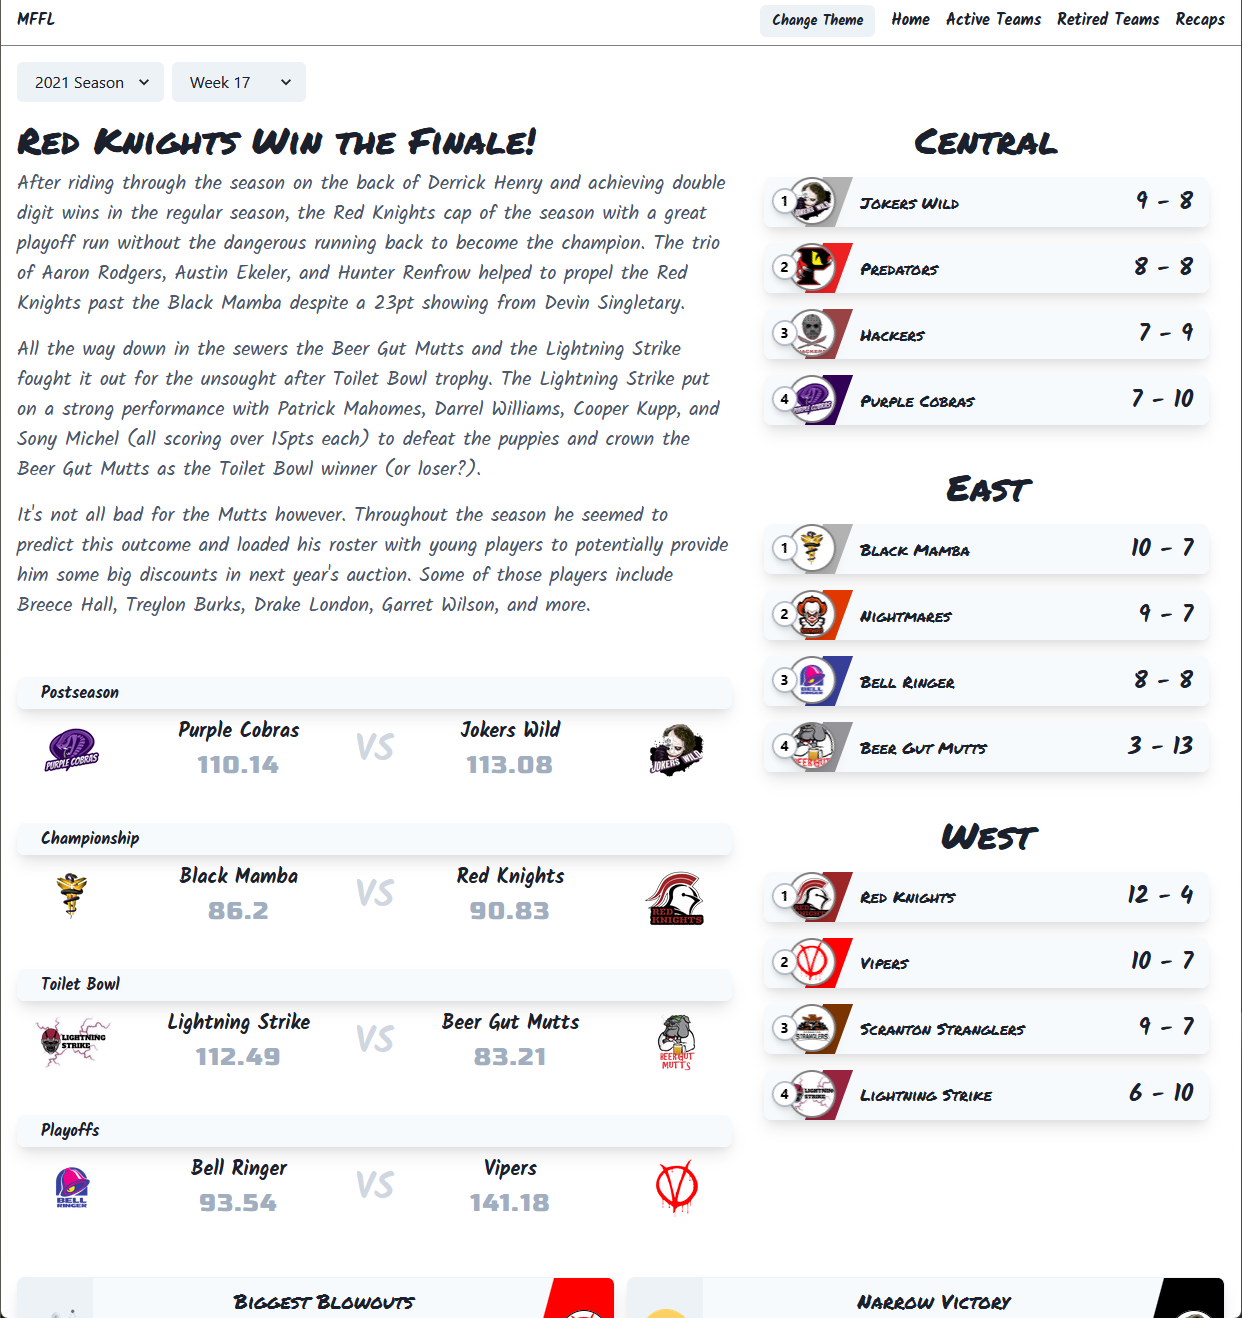 MFFL
Change Theme Home Active Teams Retired Teams Recaps
2021 Season Week 17
Red Knights Win the Finale!
After riding through the season on the back of Derrick Henry and achieving double
digit wins in the regular season, the Red Knights cap of the season with a great
playoff run without the dangerous running back to become the champion. The trio
of Aaron Rodgers, Austin Ekeler, and Hunter Renfrow helped to propel the Red
Knights past the Black Mamba despite a 23pt showing from Devin Singletary.
All the way down in the sewers the Beer Gut Mutts and the Lightning Strike
fought it out for the unsought after Toilet Bowl trophy. The Lightning Strike put
on a strong performance with Patrick Mahomes, Darrel Williams, Cooper Kupp, and
Sony Michel (all scoring over 15pts each) to defeat the puppies and crown the
Beer Gut Mutts as the Toilet Bowl winner (or loser?).
It's not all bad for the Mutts however. Throughout the season he seemed to
predict this outcome and loaded his roster with young players to potentially provide
him some big discounts in next year's auction. Some of those players include
Breece Hall, Treylon Burks, Drake London, Garret Wilson, and more.
Postseason
PURPLE COBRAS
Purple Cobras
110.14
VS
Jokers Wild
113.08
JOKERS WILD
Championship
Black Mamba
86.2
VS
Red Knights
90.83
RED
KNIGHTS
Toilet Bowl
LIGHTNING
STRIKE
Lightning Strike
112.49
VS
Beer Gut Mutts
83.21
BEER GUT
MUTTS
Playoffs
BELL
RINGER
Bell Ringer
93.54
VS
Vipers
141.18
Central
1 Jokers Wild 9 - 8
2 Predators 8 - 8
3 Hackers 7 - 9
4 Purple Cobras 7 - 10
East
1 Black Mamba 10 - 7
2 Nightmares 9 - 7
3 Bell Ringer 8 - 8
4 Beer Gut Mutts 3 - 13
West
1 Red Knights 12 - 4
2 Vipers 10 - 7
3 Scranton Stranglers 9 - 7
4 Lightning Strike 6 - 10
Biggest Blowouts
Narrow Victory